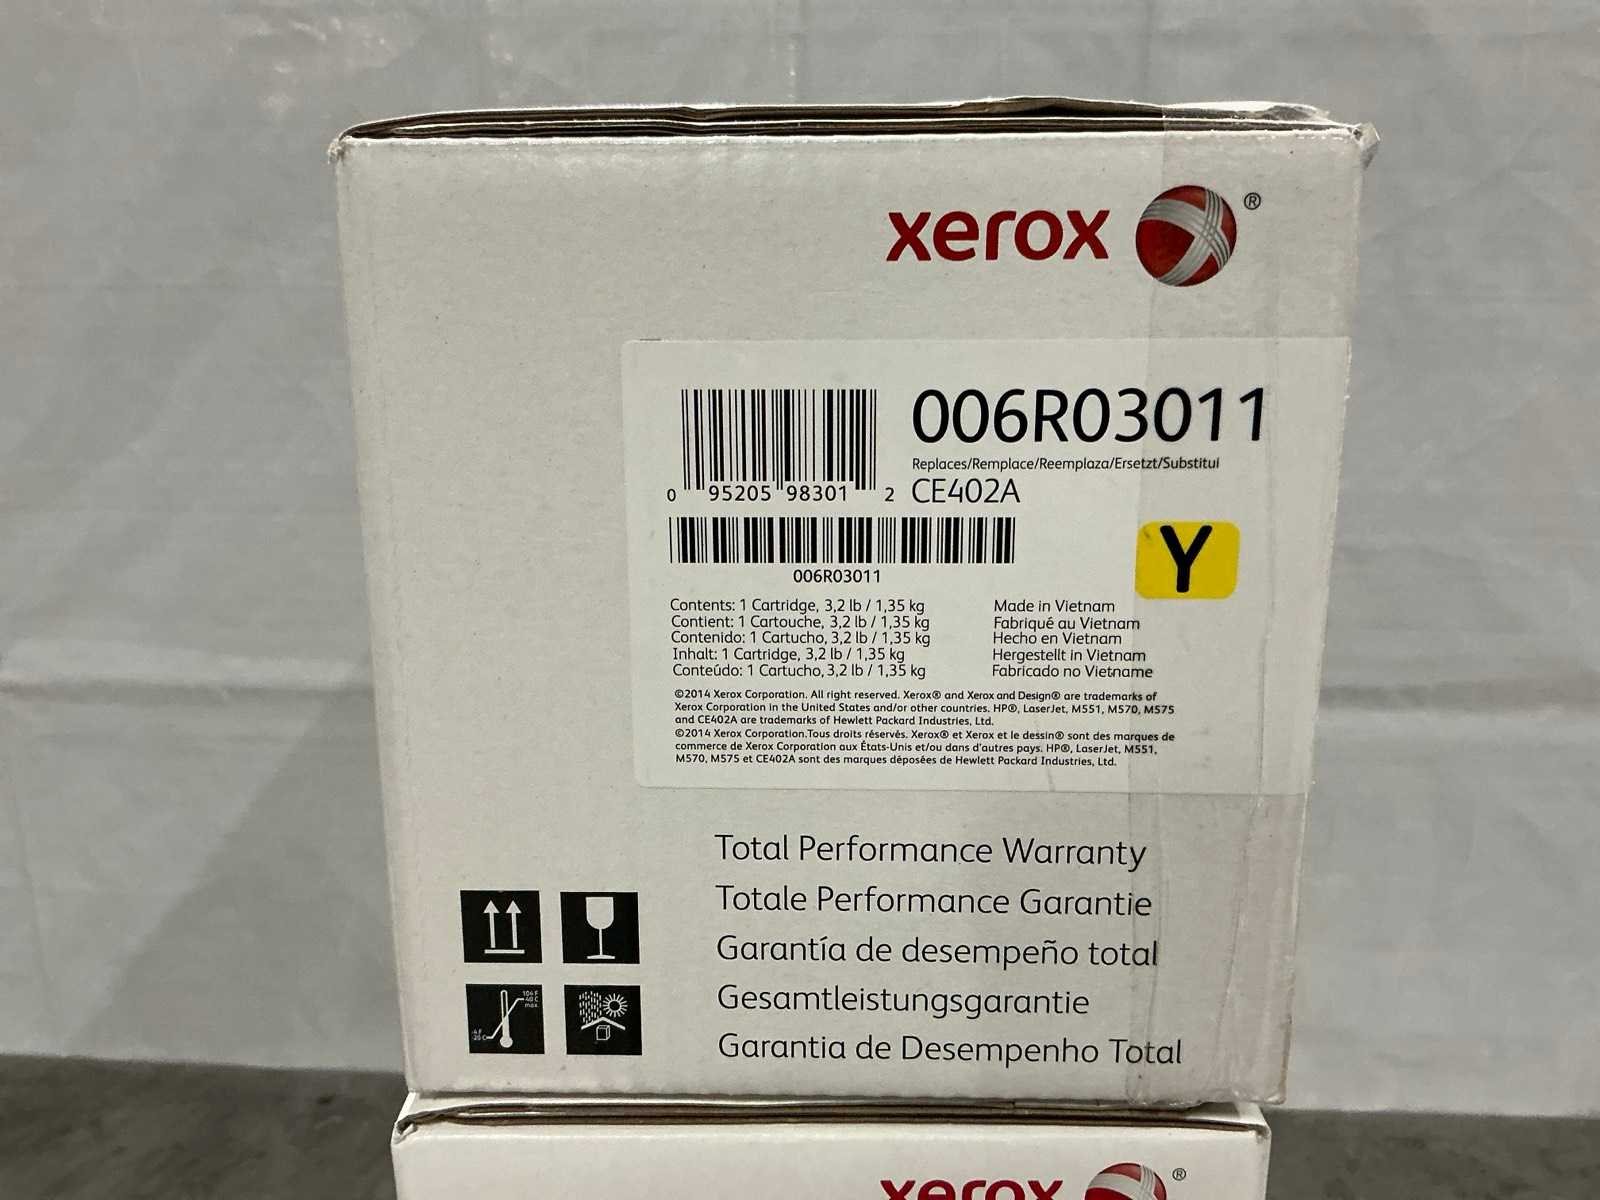 xerox ®
006R03011
Replaces/Remplace/Reemplaza/Ersetzt/Substitui
CE402A
0 95205 98301 2
006R03011
Y
Contents: 1 Cartridge, 3,2 lb / 1,35 kg
Contient: 1 Cartouche, 3,2 lb / 1,35 kg
Contenido: 1 Cartucho, 3,2 lb / 1,35 kg
Inhalt: 1 Cartridge, 3,2 lb / 1,35 kg
Conteúdo: 1 Cartucho, 3,2 lb / 1,35 kg
Made in Vietnam
Fabriqué au Vietnam
Hecho en Vietnam
Hergestellt in Vietnam
Fabricado no Vietname
©2014 Xerox Corporation. All right reserved. Xerox® and Xerox and Design® are trademarks of
Xerox Corporation in the United States and/or other countries. HP®, LaserJet, M551, M570, M575
and CE402A are trademarks of Hewlett Packard Industries, Ltd.
©2014 Xerox Corporation.Tous droits réservés. Xerox® et Xerox et le dessin® sont des marques de
commerce de Xerox Corporation aux États-Unis et/ou dans d'autres pays. HP®, LaserJet, M551,
M570, M575 et CE402A sont des marques déposées de Hewlett Packard Industries, Ltd.
Total Performance Warranty
Totale Performance Garantie
Garantía de desempeño total
Gesamtleistungsgarantie
Garantia de Desempenho Total
104 F
40 C
max.
-4 F
-20 C
xerox ®